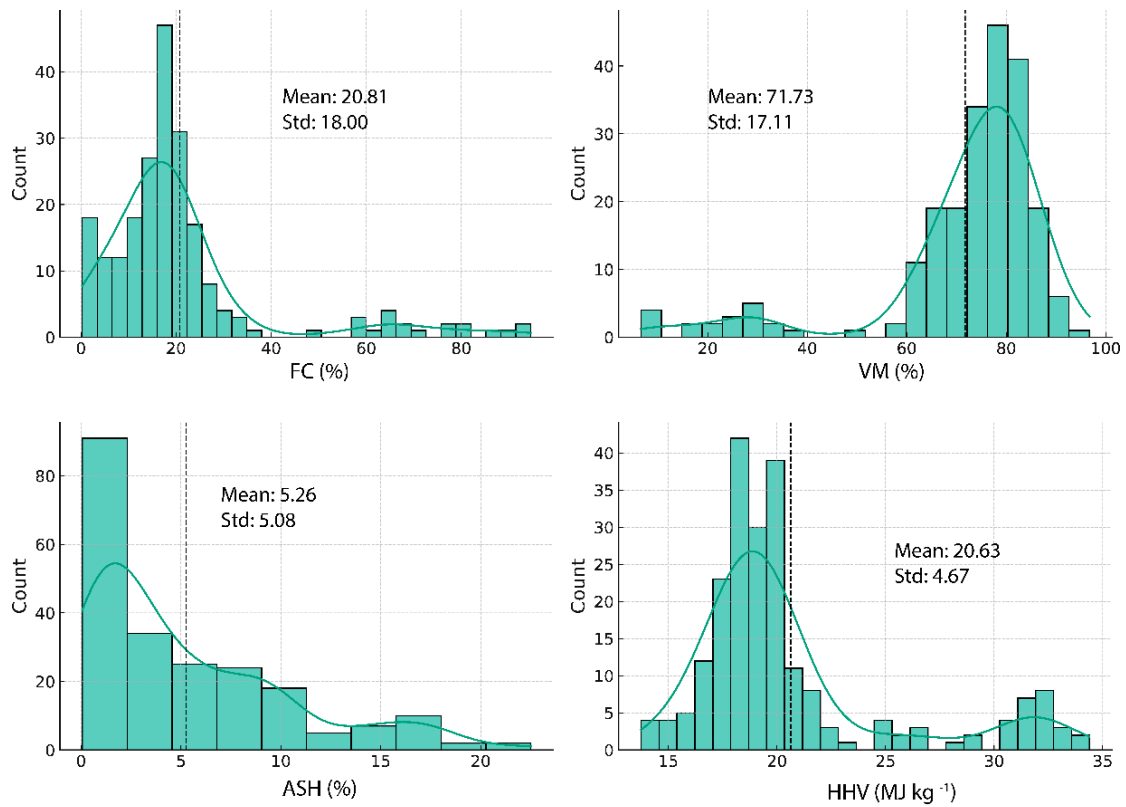 40
30
20
10
0
Count
Mean: 20.81
Std: 18.00
0 20 40 60 80
FC (%)
40
30
20
10
0
Count
Mean: 71.73
Std: 17.11
20 40 60 80 100
VM (%)
80
60
40
20
0
Count
Mean: 5.26
Std: 5.08
0 5 10 15 20
ASH (%)
40
35
30
25
20
15
10
5
0
Count
Mean: 20.63
Std: 4.67
15 20 25 30 35
HHV (MJ kg ⁻¹)